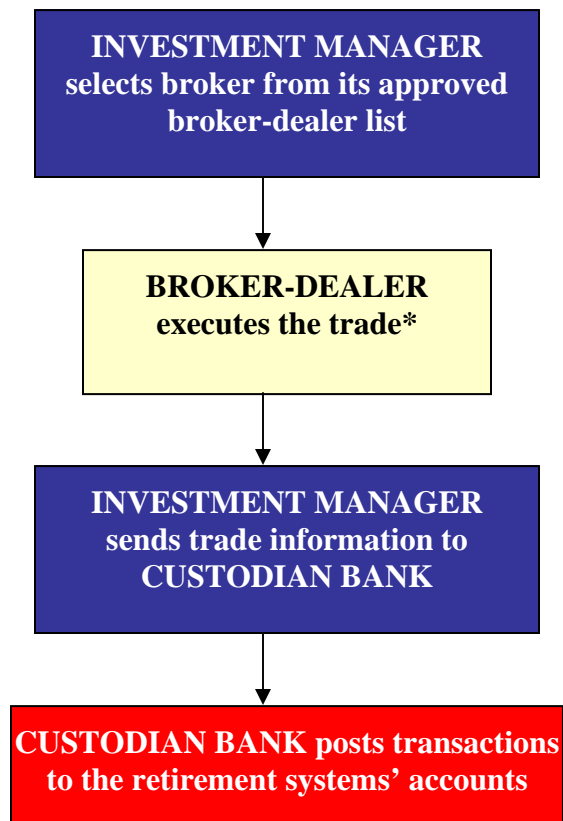 INVESTMENT MANAGER
selects broker from its approved
broker-dealer list
BROKER-DEALER
executes the trade*
INVESTMENT MANAGER
sends trade information to
CUSTODIAN BANK
CUSTODIAN BANK posts transactions
to the retirement systems’ accounts